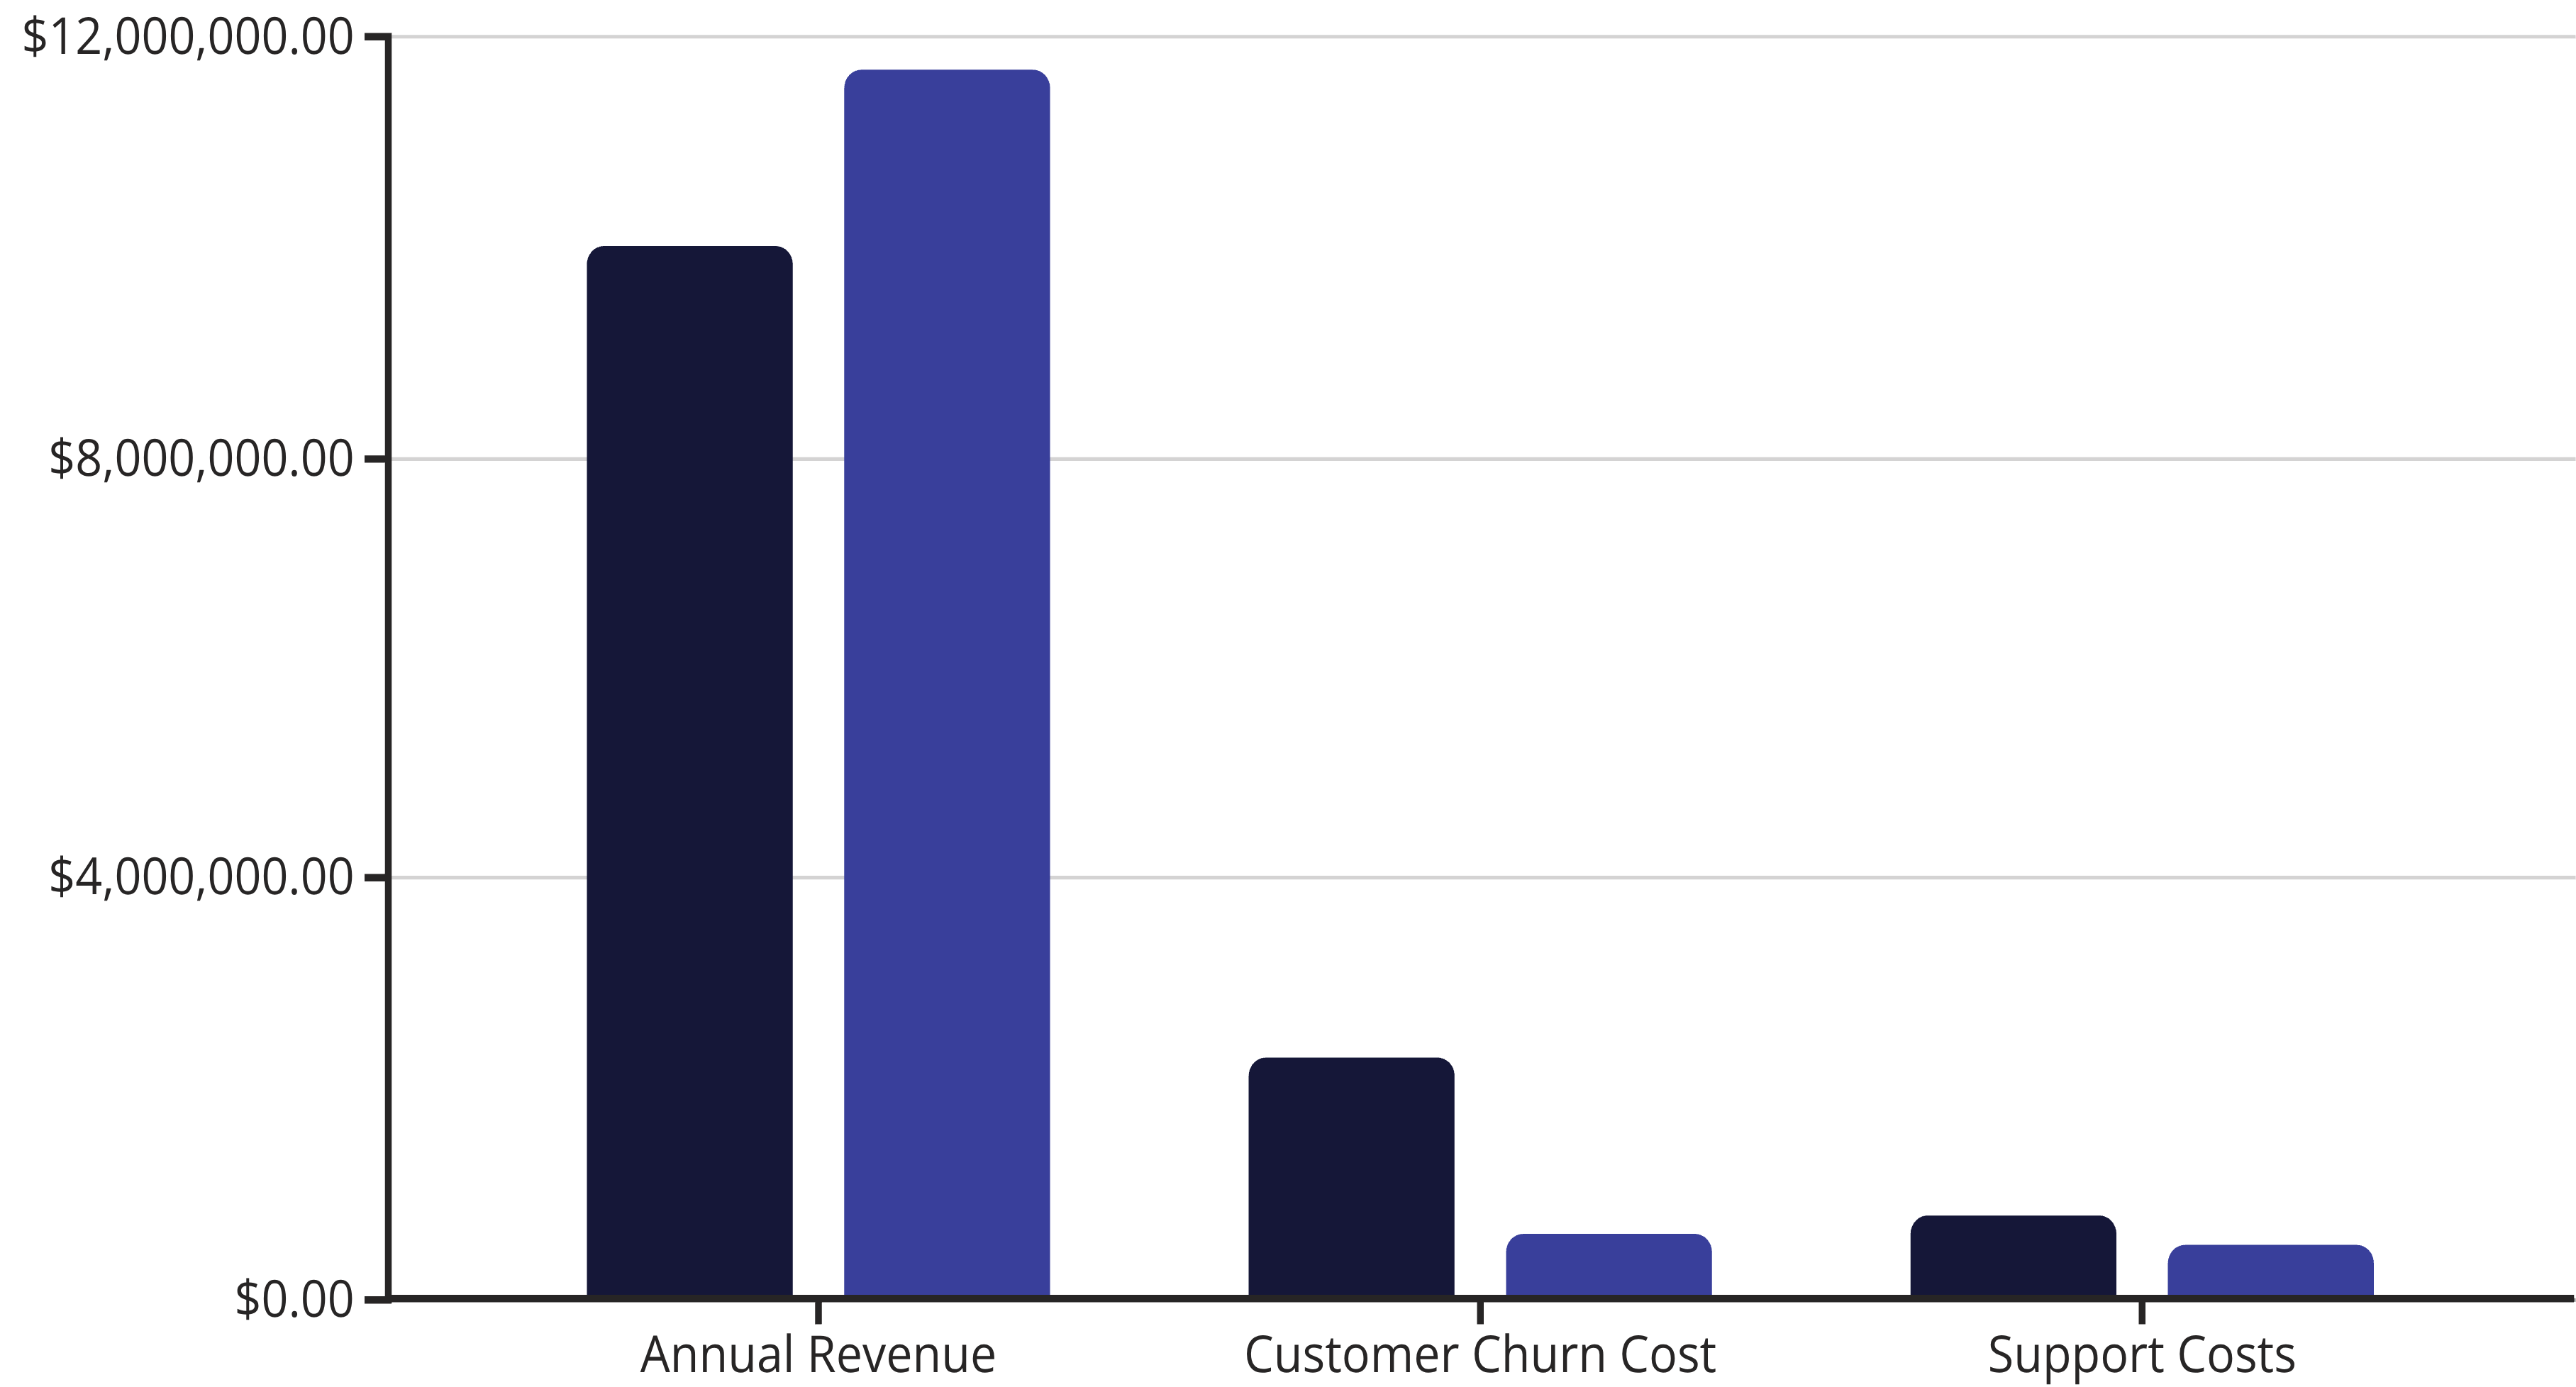 $12,000,000.00
$8,000,000.00
$4,000,000.00
$0.00
Annual Revenue
Customer Churn Cost
Support Costs